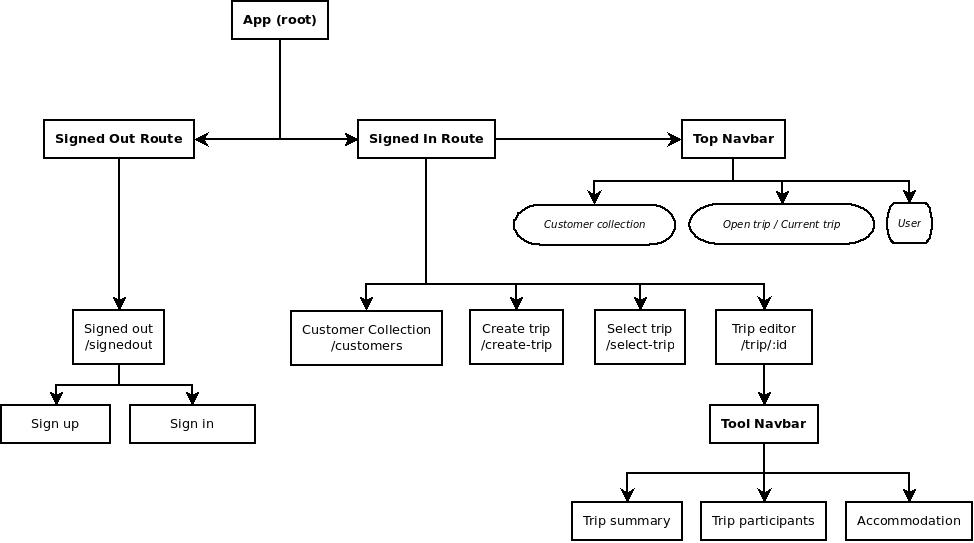 App (root)
Signed Out Route
Signed In Route
Top Navbar
Customer collection
Open trip / Current trip
User
Signed out
/signedout
Customer Collection
/customers
Create trip
/create-trip
Select trip
/select-trip
Trip editor
/trip/:id
Sign up
Sign in
Tool Navbar
Trip summary
Trip participants
Accommodation